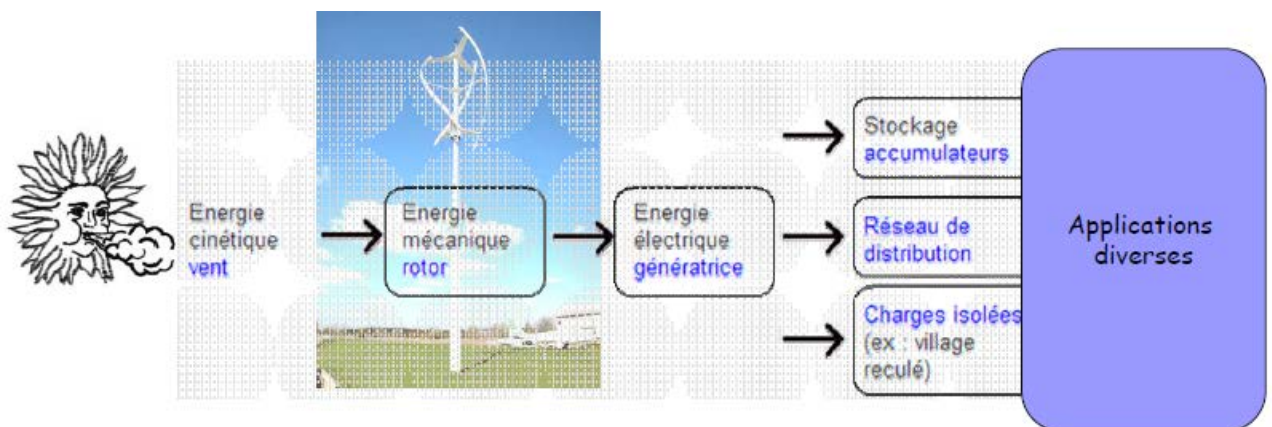 Energie
cinétique
vent
Energie
mécanique
rotor
Energie
électrique
génératrice
Stockage
accumulateurs
Réseau de
distribution
Charges isolées
(ex : village
reculé)
Applications
diverses